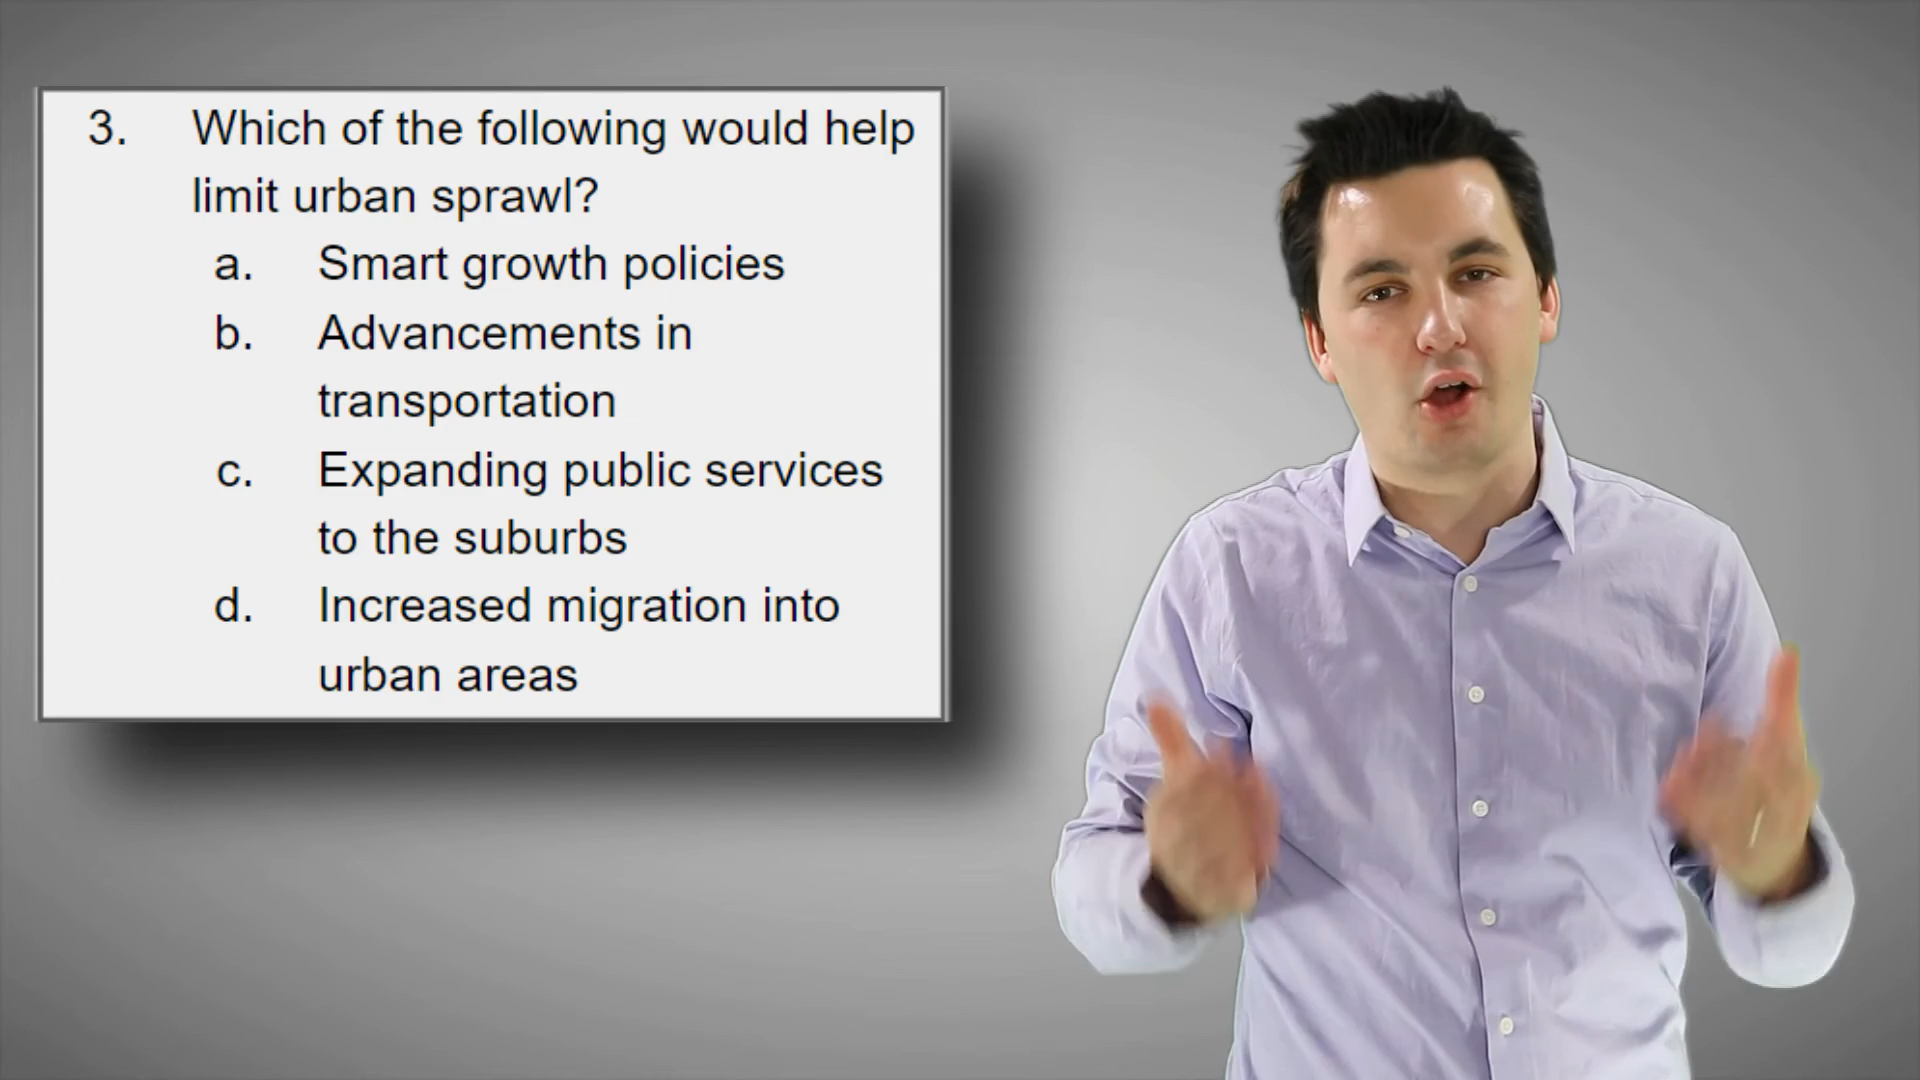 3. Which of the following would help
limit urban sprawl?
a. Smart growth policies
b. Advancements in
transportation
c. Expanding public services
to the suburbs
d. Increased migration into
urban areas